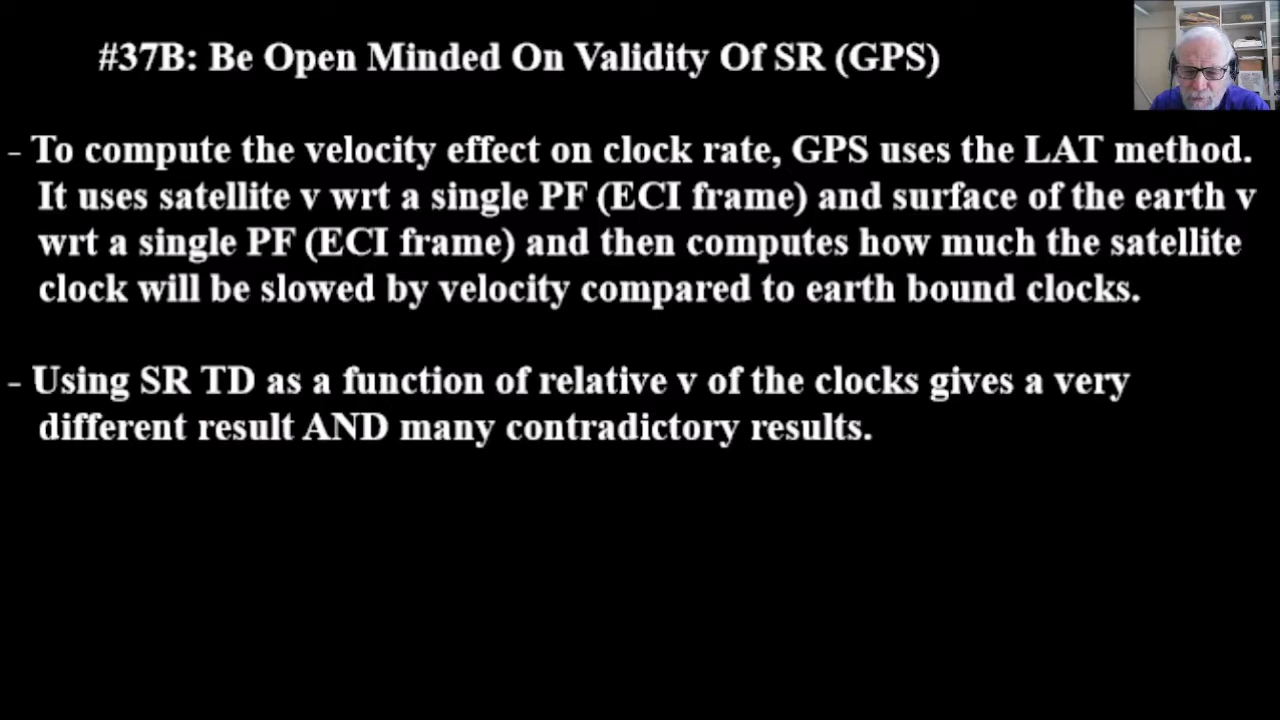 #37B: Be Open Minded On Validity Of SR (GPS)
- To compute the velocity effect on clock rate, GPS uses the LAT method.
It uses satellite v wrt a single PF (ECI frame) and surface of the earth v
wrt a single PF (ECI frame) and then computes how much the satellite
clock will be slowed by velocity compared to earth bound clocks.
- Using SR TD as a function of relative v of the clocks gives a very
different result AND many contradictory results.